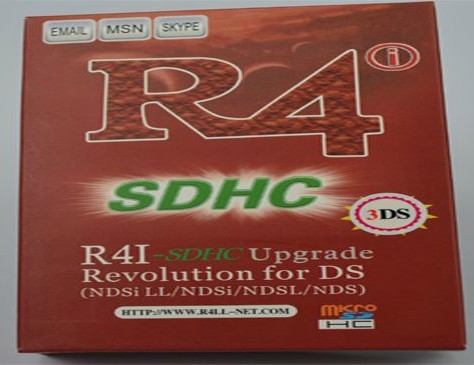 EMAIL MSN SKYPE
R4 i
SDHC
3DS
R4I-SDHC Upgrade
Revolution for DS
(NDSi LL/NDSi/NDSL/NDS)
HTTP://WWW.R4LL-NET.COM
micro
SD
HC